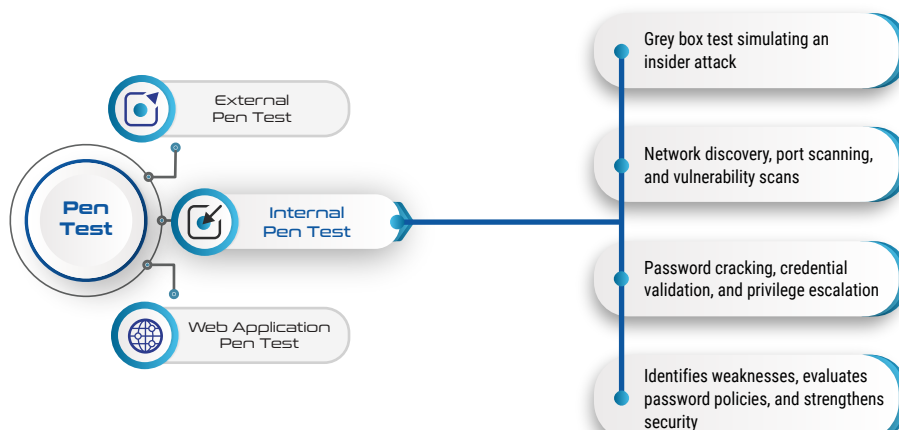 External
Pen Test
Pen
Test
Internal
Pen Test
Web Application
Pen Test
Grey box test simulating an
insider attack
Network discovery, port scanning,
and vulnerability scans
Password cracking, credential
validation, and privilege escalation
Identifies weaknesses, evaluates
password policies, and strengthens
security